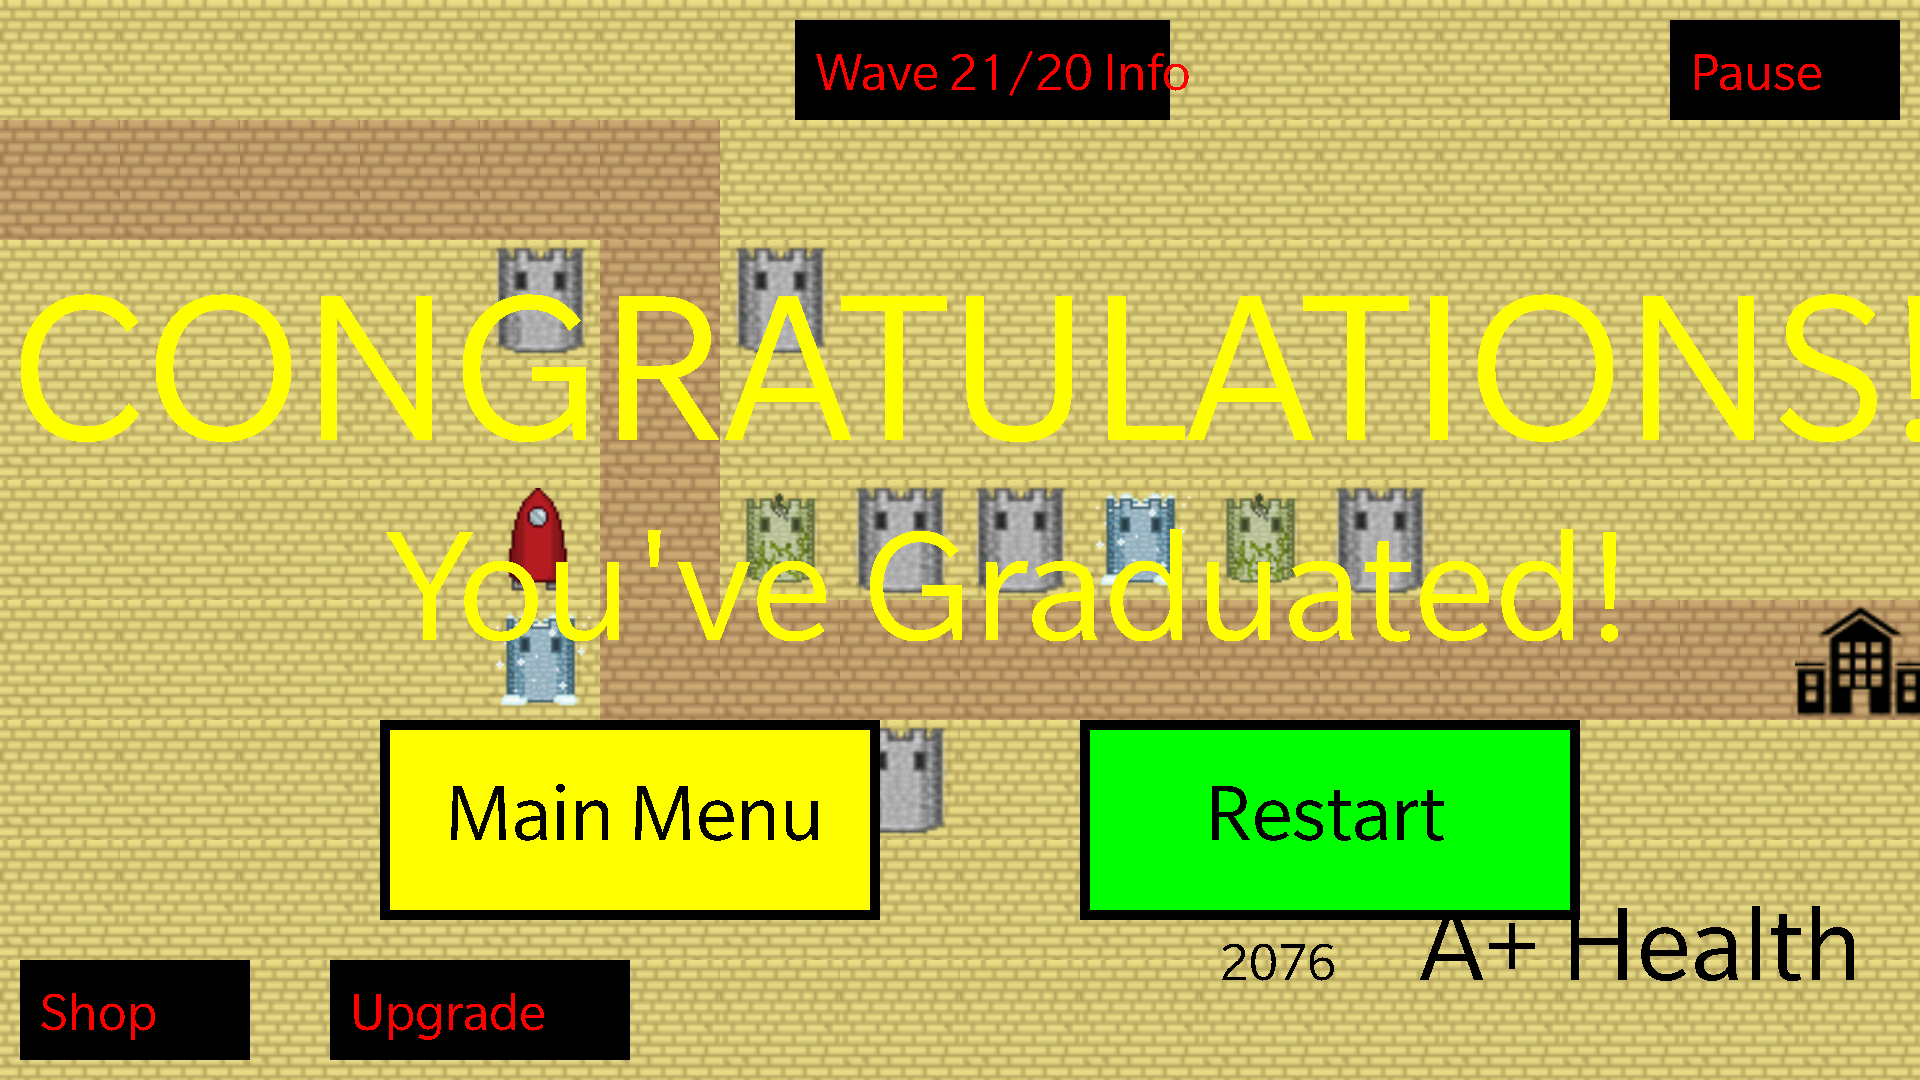 Wave 21/20 Info
Pause
CONGRATULATIONS!
You've Graduated!
Main Menu
Restart
2076
A+ Health
Shop
Upgrade